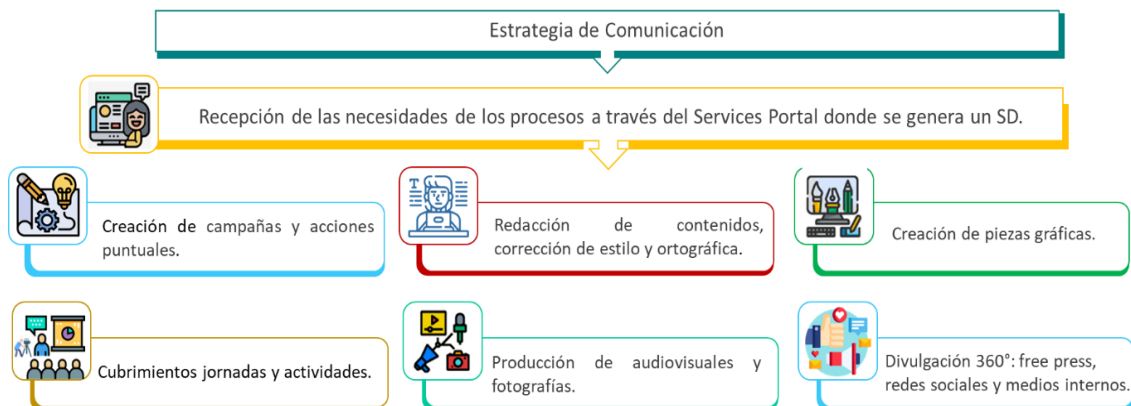 Estrategia de Comunicación
Recepción de las necesidades de los procesos a través del Services Portal donde se genera un SD.
Creación de campañas y acciones
puntuales.
Redacción de contenidos,
corrección de estilo y ortográfica.
Creación de piezas gráficas.
Cubrimientos jornadas y actividades.
Producción de audiovisuales y
fotografías.
Divulgación 360°: free press,
redes sociales y medios internos.